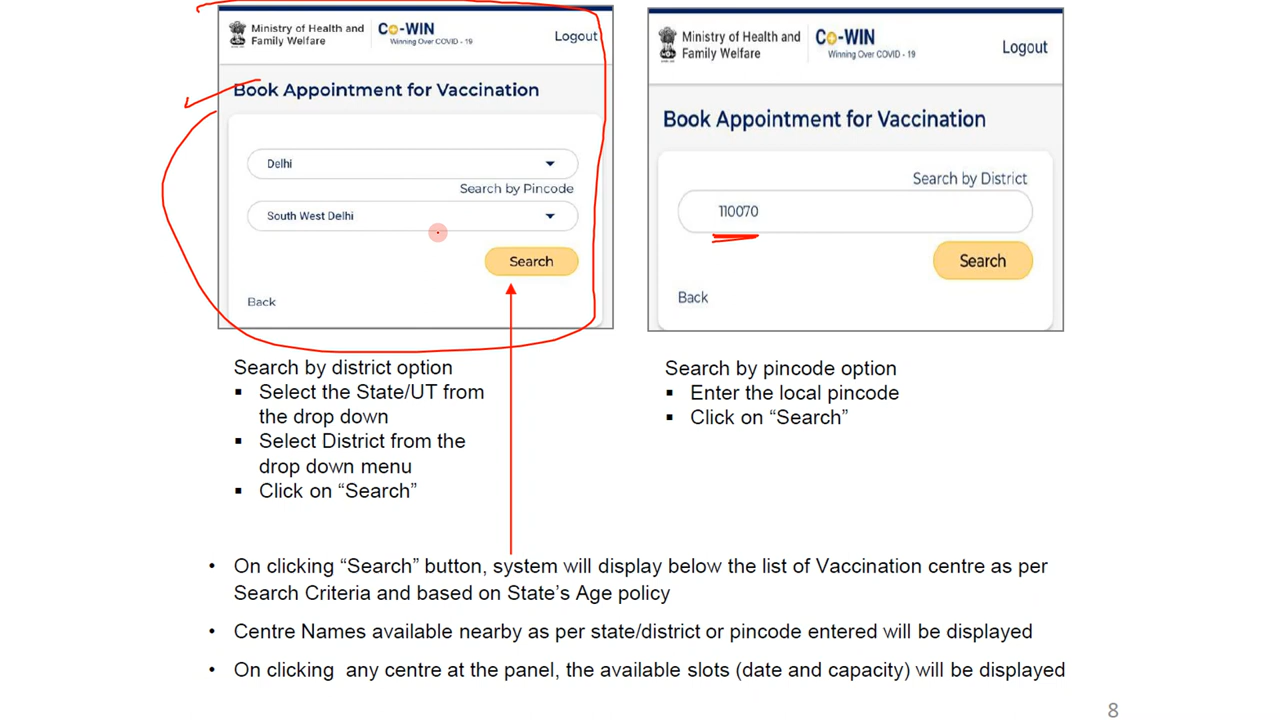 Ministry of Health and
Family Welfare
Co-WIN
Winning Over COVID - 19
Logout
Book Appointment for Vaccination
Delhi
Search by Pincode
South West Delhi
Search
Back
Ministry of Health and
Family Welfare
Co-WIN
Winning Over COVID - 19
Logout
Book Appointment for Vaccination
Search by District
110070
Search
Back
Search by district option
▪ Select the State/UT from
the drop down
▪ Select District from the
drop down menu
▪ Click on “Search”
Search by pincode option
▪ Enter the local pincode
▪ Click on “Search”
• On clicking “Search” button, system will display below the list of Vaccination centre as per
Search Criteria and based on State’s Age policy
• Centre Names available nearby as per state/district or pincode entered will be displayed
• On clicking any centre at the panel, the available slots (date and capacity) will be displayed
8